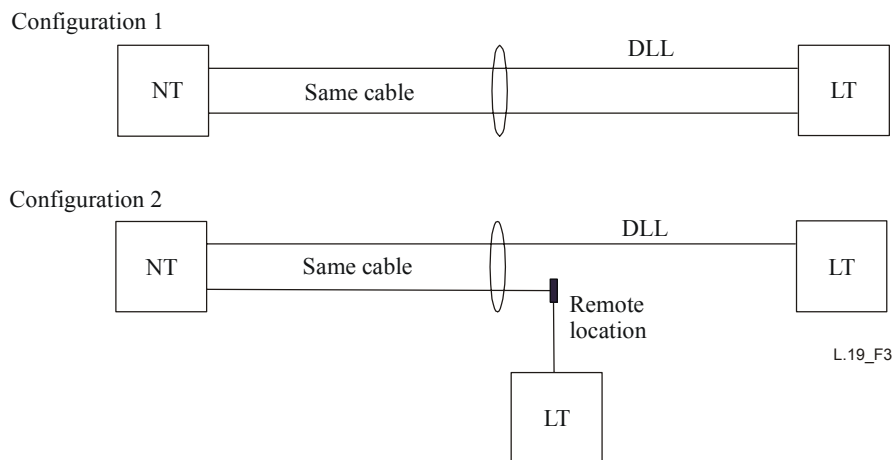 Configuration 1
DLL
NT
Same cable
LT
Configuration 2
DLL
NT
Same cable
LT
Remote
location
L.19_F3
LT